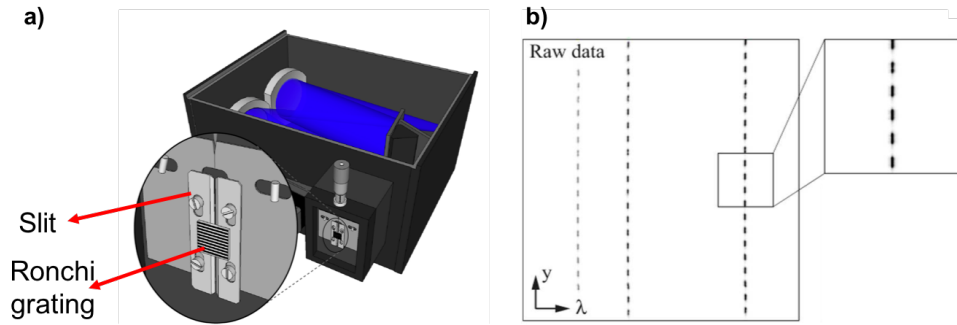 a)
Slit
Ronchi
grating
b)
Raw data
y
λ